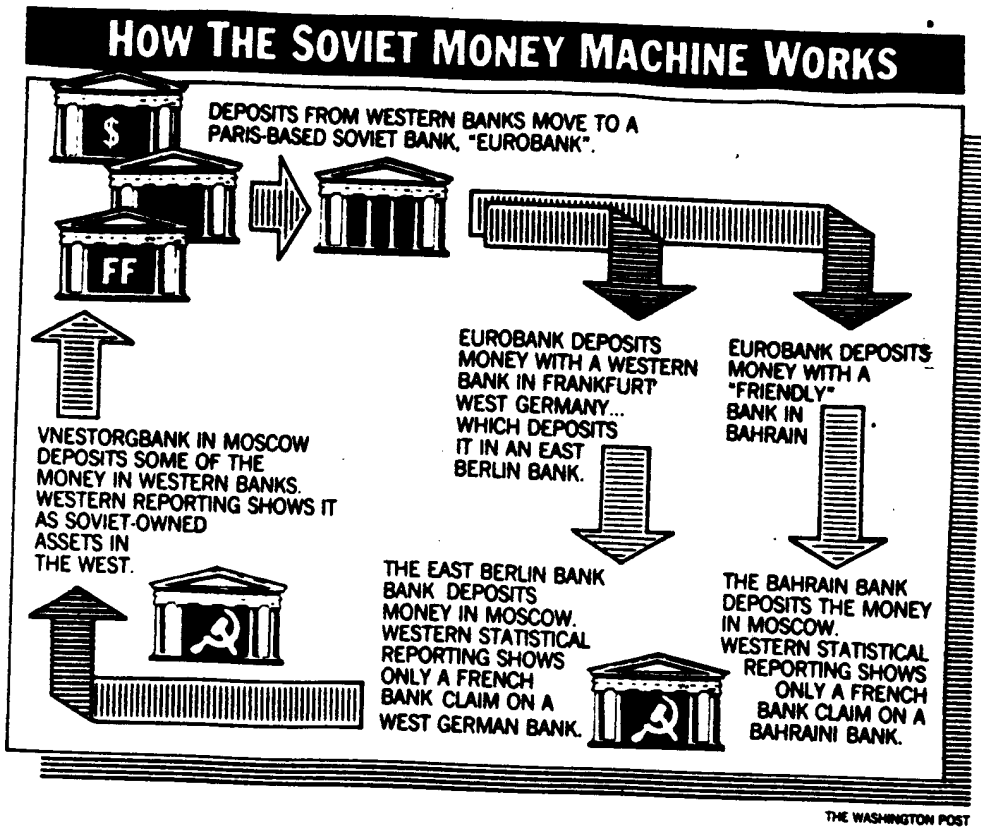 HOW THE SOVIET MONEY MACHINE WORKS
$
FF
DEPOSITS FROM WESTERN BANKS MOVE TO A
PARIS-BASED SOVIET BANK, "EUROBANK".
EUROBANK DEPOSITS
MONEY WITH A WESTERN
BANK IN FRANKFURT
WEST GERMANY...
WHICH DEPOSITS
IT IN AN EAST
BERLIN BANK.
EUROBANK DEPOSITS
MONEY WITH A
"FRIENDLY"
BANK IN
BAHRAIN
VNESTORGBANK IN MOSCOW
DEPOSITS SOME OF THE
MONEY IN WESTERN BANKS.
WESTERN REPORTING SHOWS IT
AS SOVIET-OWNED
ASSETS IN
THE WEST.
THE EAST BERLIN BANK
BANK DEPOSITS
MONEY IN MOSCOW.
WESTERN STATISTICAL
REPORTING SHOWS
ONLY A FRENCH
BANK CLAIM ON A
WEST GERMAN BANK.
THE BAHRAIN BANK
DEPOSITS THE MONEY
IN MOSCOW.
WESTERN STATISTICAL
REPORTING SHOWS
ONLY A FRENCH
BANK CLAIM ON A
BAHRAINI BANK.
THE WASHINGTON POST